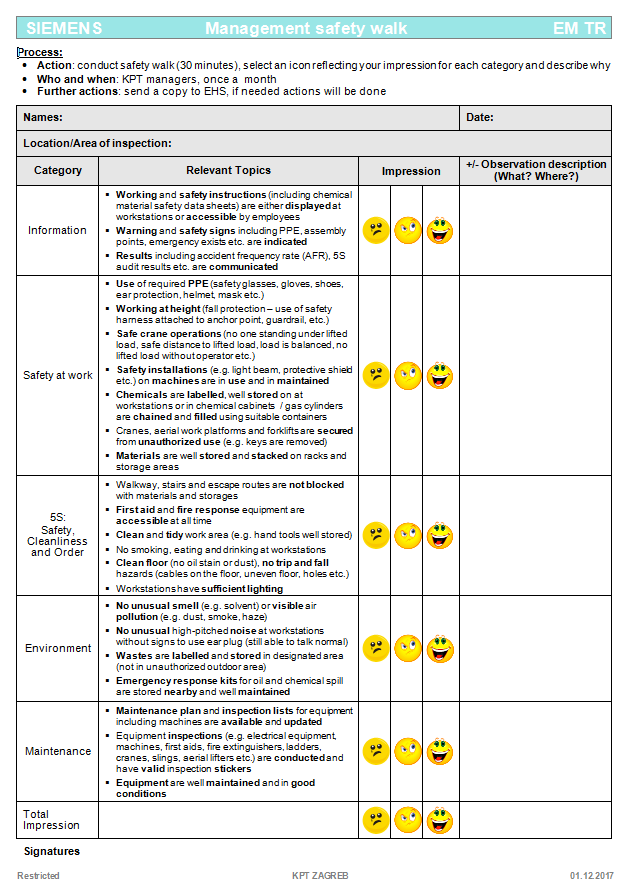 SIEMENS Management safety walk EM TR
Process:
• Action: conduct safety walk (30 minutes), select an icon reflecting your impression for each category and describe why
• Who and when: KPT managers, once a month
• Further actions: send a copy to EHS, if needed actions will be done
Names: Date:
Location/Area of inspection:
Category Relevant Topics Impression +/- Observation description
(What? Where?)
Information
▪ Working and safety instructions (including chemical
material safety data sheets) are either displayed at
workstations or accessible by employees
▪ Warning and safety signs including PPE, assembly
points, emergency exists etc. are indicated
▪ Results including accident frequency rate (AFR), 5S
audit results etc. are communicated
Safety at work
▪ Use of required PPE (safety glasses, gloves, shoes,
ear protection, helmet, mask etc.)
▪ Working at height (fall protection – use of safety
harness attached to anchor point, guardrail, etc.)
▪ Safe crane operations (no one standing under lifted
load, safe distance to lifted load, load is balanced, no
lifted load without operator etc.)
▪ Safety installations (e.g. light beam, protective shield
etc.) on machines are in use and in maintained
▪ Chemicals are labelled, well stored on at
workstations or in chemical cabinets / gas cylinders
are chained and filled using suitable containers
▪ Cranes, aerial work platforms and forklifts are secured
from unauthorized use (e.g. keys are removed)
▪ Materials are well stored and stacked on racks and
storage areas
5S:
Safety,
Cleanliness
and Order
▪ Walkway, stairs and escape routes are not blocked
with materials and storages
▪ First aid and fire response equipment are
accessible at all time
▪ Clean and tidy work area (e.g. hand tools well stored)
▪ No smoking, eating and drinking at workstations
▪ Clean floor (no oil stain or dust), no trip and fall
hazards (cables on the floor, uneven floor, holes etc.)
▪ Workstations have sufficient lighting
Environment
▪ No unusual smell (e.g. solvent) or visible air
pollution (e.g. dust, smoke, haze)
▪ No unusual high-pitched noise at workstations
without signs to use ear plug (still able to talk normal)
▪ Wastes are labelled and stored in designated area
(not in unauthorized outdoor area)
▪ Emergency response kits for oil and chemical spill
are stored nearby and well maintained
Maintenance
▪ Maintenance plan and inspection lists for equipment
including machines are available and updated
▪ Equipment inspections (e.g. electrical equipment,
machines, first aids, fire extinguishers, ladders,
cranes, slings, aerial lifters etc.) are conducted and
have valid inspection stickers
▪ Equipment are well maintained and in good
conditions
Total
Impression
Signatures
Restricted KPT ZAGREB 01.12.2017